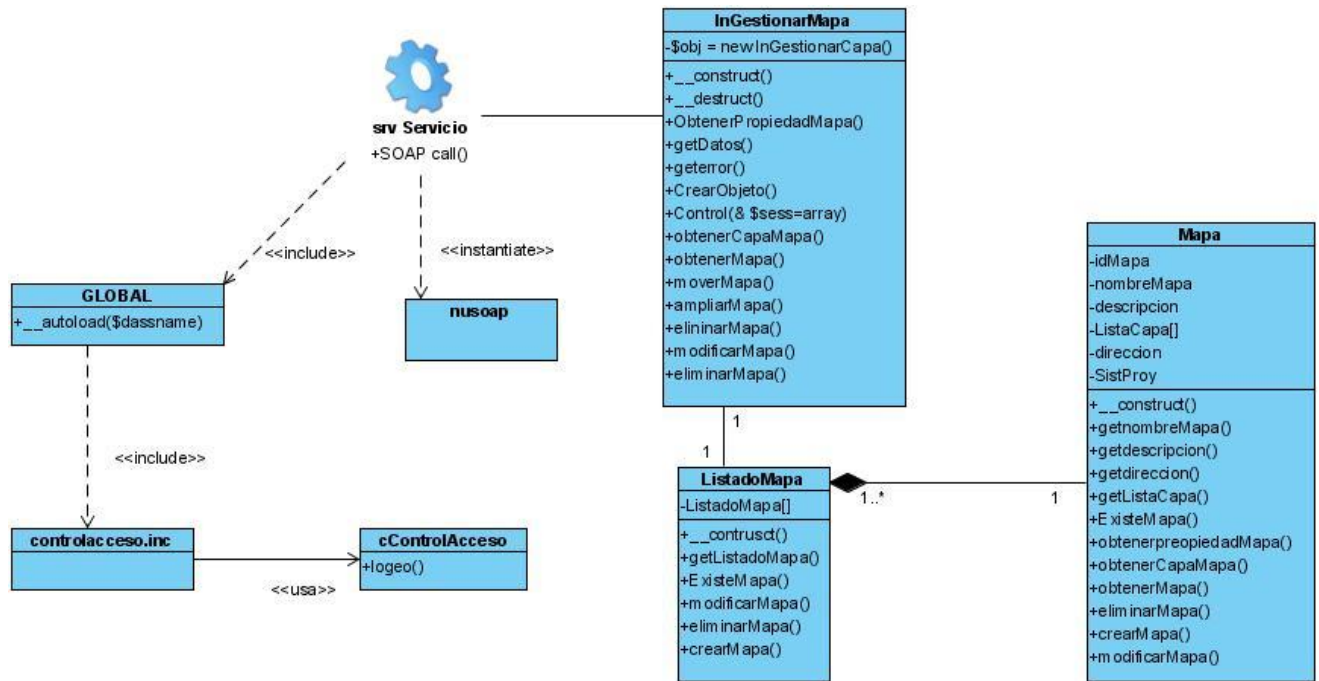 InGestionarMapa
-$obj = newInGestionarCapa()
+__construct()
+__destruct()
+ObtenerPropiedadMapa()
+getDatos()
+geterror()
+CrearObjeto()
+Control(& $sess=array)
+obtenerCapaMapa()
+obtenerMapa()
+moverMapa()
+ampliarMapa()
+elininarMapa()
+modificarMapa()
+eliminarMapa()
srv Servicio
+SOAP call()
<<include>>
<<instantiate>>
GLOBAL
+__autoload($dassname)
nusoap
<<include>>
controlacceso.inc
<<usa>>
cControlAcceso
+logeo()
1
1
ListadoMapa
-ListadoMapa[]
+__contrusct()
+getListadoMapa()
+ExisteMapa()
+modificarMapa()
+eliminarMapa()
+crearMapa()
1..*
1
Mapa
-idMapa
-nombreMapa
-descripcion
-ListaCapa[]
-direccion
-SistProy
+__construct()
+getnombreMapa()
+getdescripcion()
+getdireccion()
+getListaCapa()
+ExisteMapa()
+obtenerpreopiedadMapa()
+obtenerCapaMapa()
+obtenerMapa()
+eliminarMapa()
+crearMapa()
+modificarMapa()